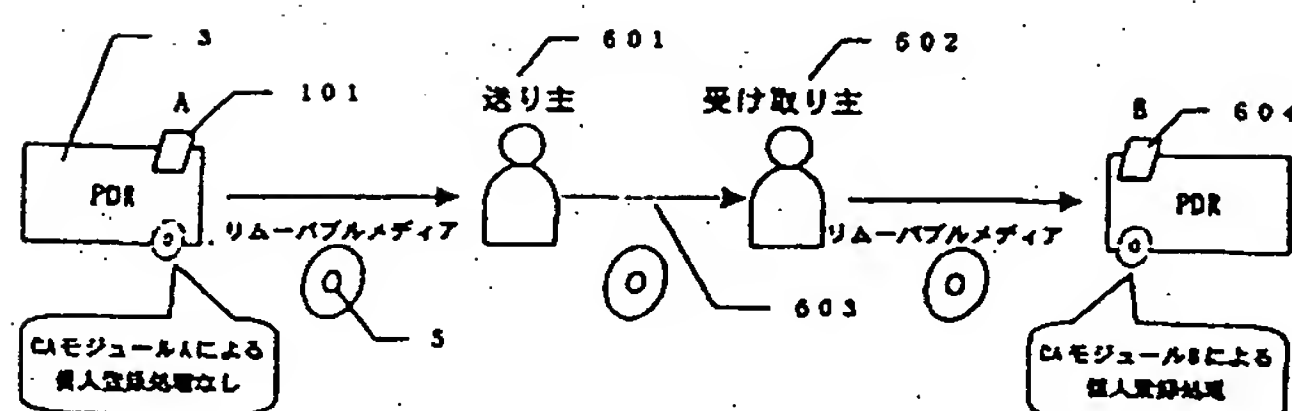 3
601
602
A
101
送り主
受け取り主
B
604
PDR
PDR
リムーバブルメディア
リムーバブルメディア
603
5
CAモジュールAによる
個人登録処理なし
CAモジュールBによる
個人登録処理